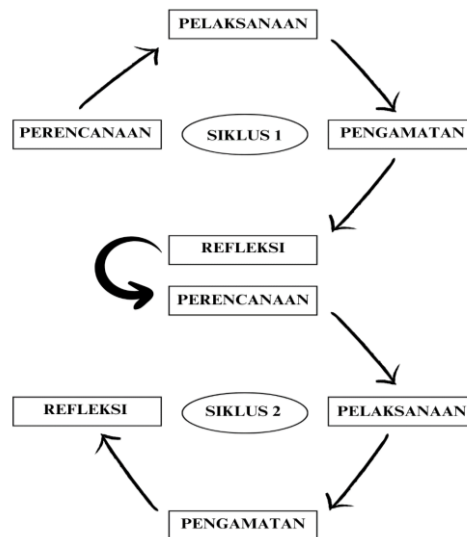 PELAKSANAAN
PERENCANAAN
SIKLUS 1
PENGAMATAN
REFLEKSI
PERENCANAAN
REFLEKSI
SIKLUS 2
PELAKSANAAN
PENGAMATAN